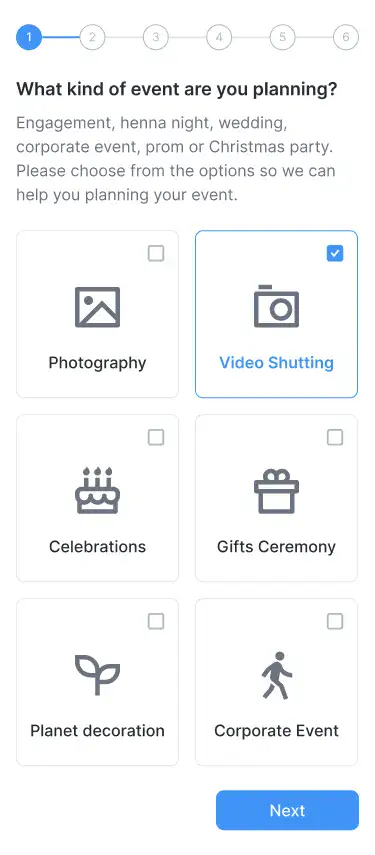 1 2 3 4 5 6
What kind of event are you planning?
Engagement, henna night, wedding,
corporate event, prom or Christmas party.
Please choose from the options so we can
help you planning your event.
Photography
Video Shutting
Celebrations
Gifts Ceremony
Planet decoration
Corporate Event
Next